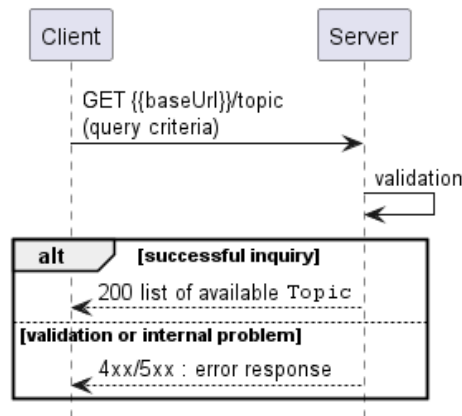 Client
Server
GET {{baseUrl}}/topic
(query criteria)
validation
alt
[successful inquiry]
200 list of available Topic
[validation or internal problem]
4xx/5xx : error response